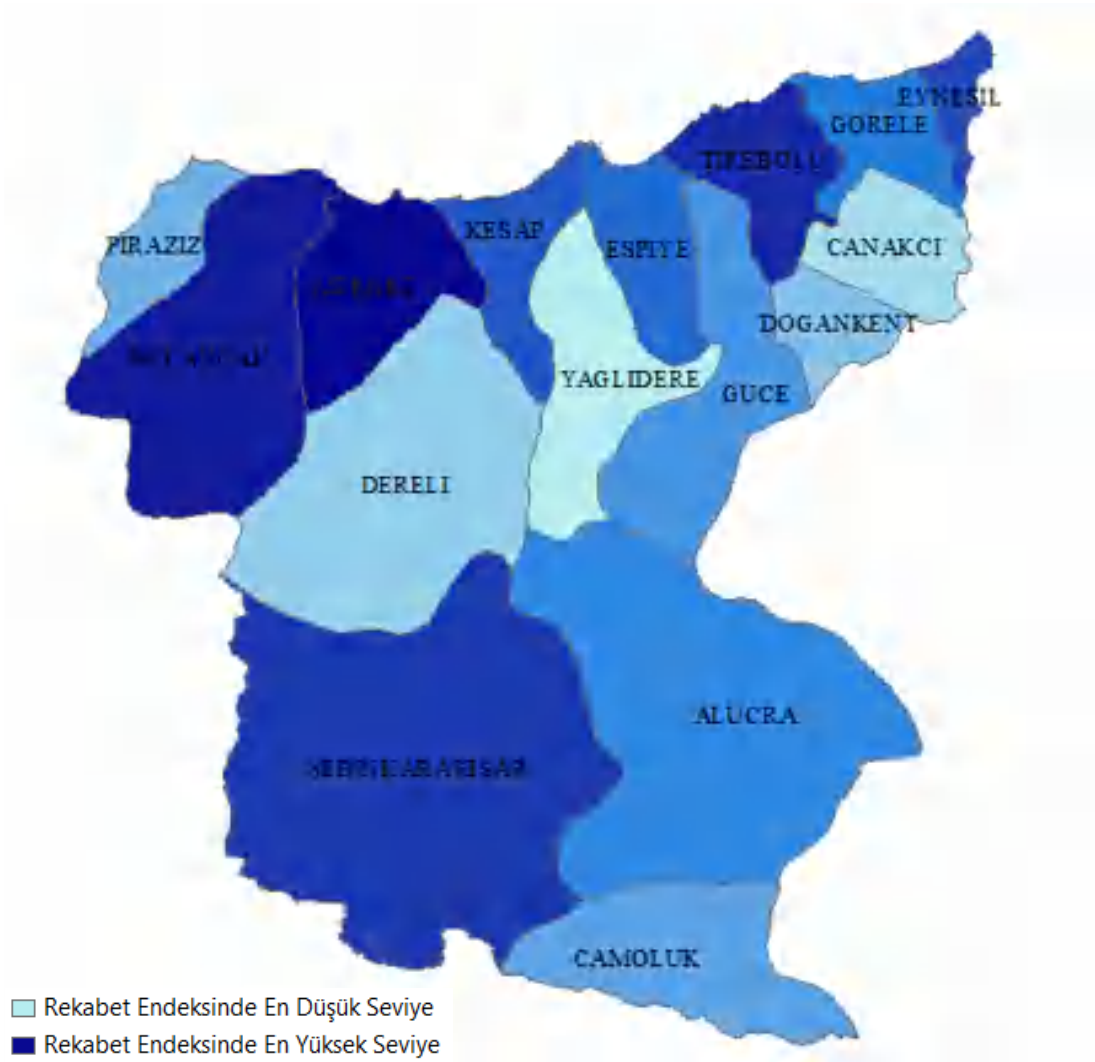 EYNESIL
GORELE
TIREBOLU
KESAP
PIRAZIZ
ESPIYE
CANAKCI
DOGANKENT
YAGLIDERE
GUCE
DERELI
ALUCRA
SEBINKARAHISAR
CAMOLUK
Rekabet Endeksinde En Düşük Seviye
Rekabet Endeksinde En Yüksek Seviye